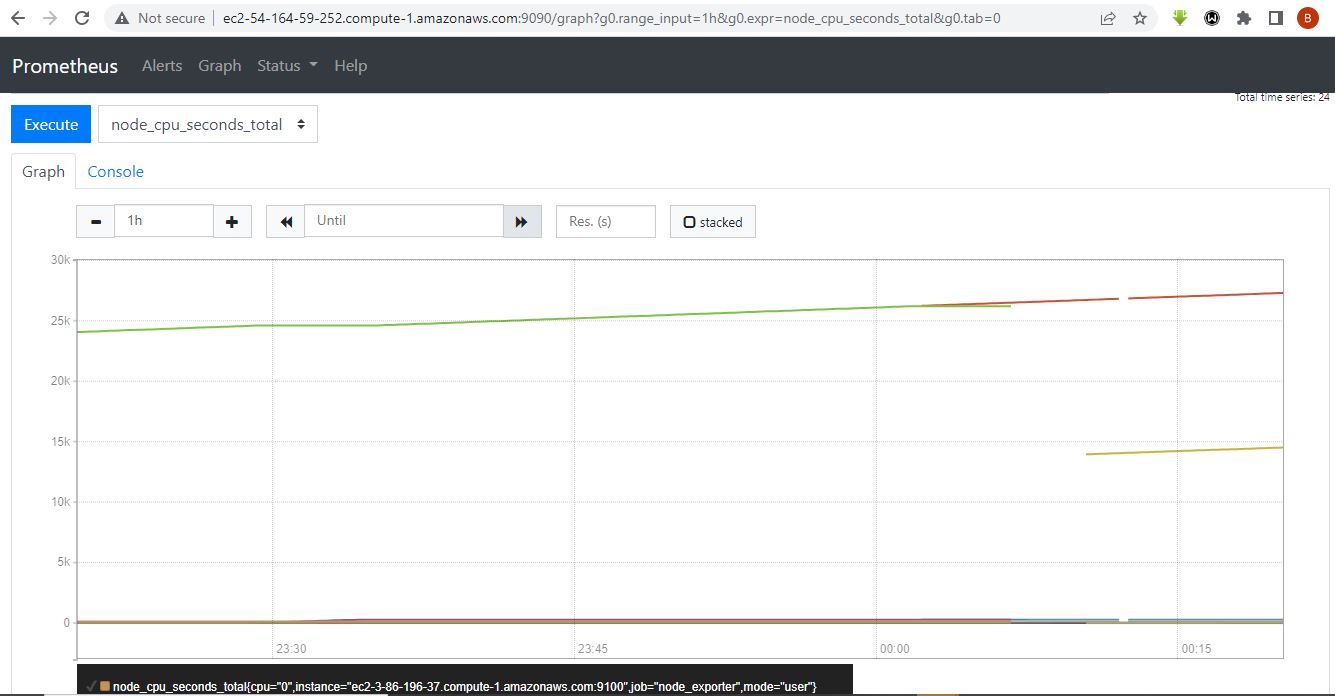 Not secure | ec2-54-164-59-252.compute-1.amazonaws.com:9090/graph?g0.range_input=1h&g0.expr=node_cpu_seconds_total&g0.tab=0
B
Prometheus Alerts Graph Status Help
Total time series: 24
Execute node_cpu_seconds_total
Graph Console
1h Until Res. (s) stacked
30k
25k
20k
15k
10k
5k
0
23:30 23:45 00:00 00:15
node_cpu_seconds_total{cpu="0",instance="ec2-3-86-196-37.compute-1.amazonaws.com:9100",job="node_exporter",mode="user"}